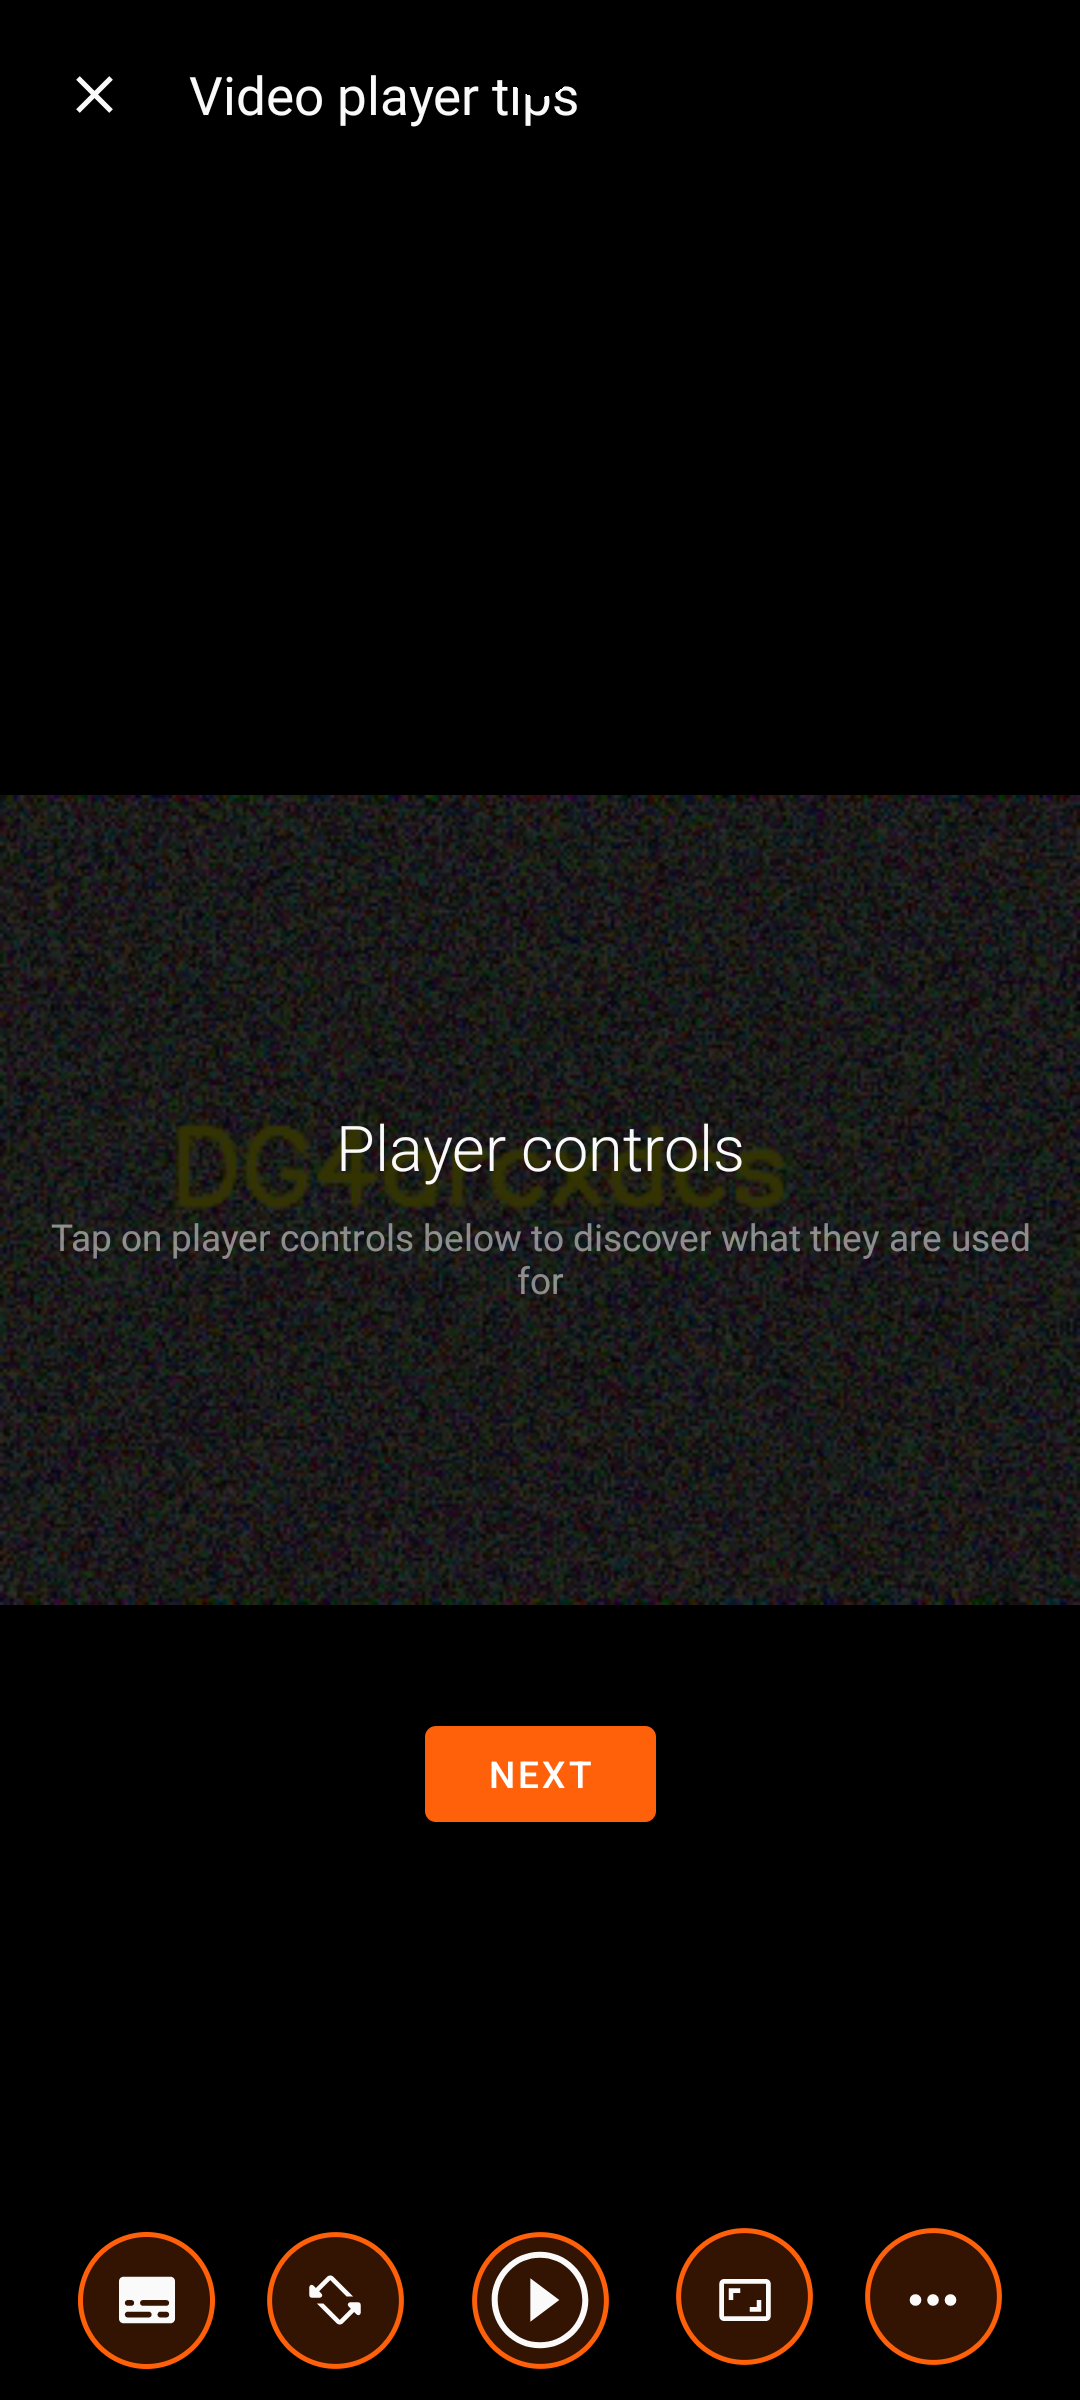 Video player tips
Player controls
Tap on player controls below to discover what they are used
for
NEXT